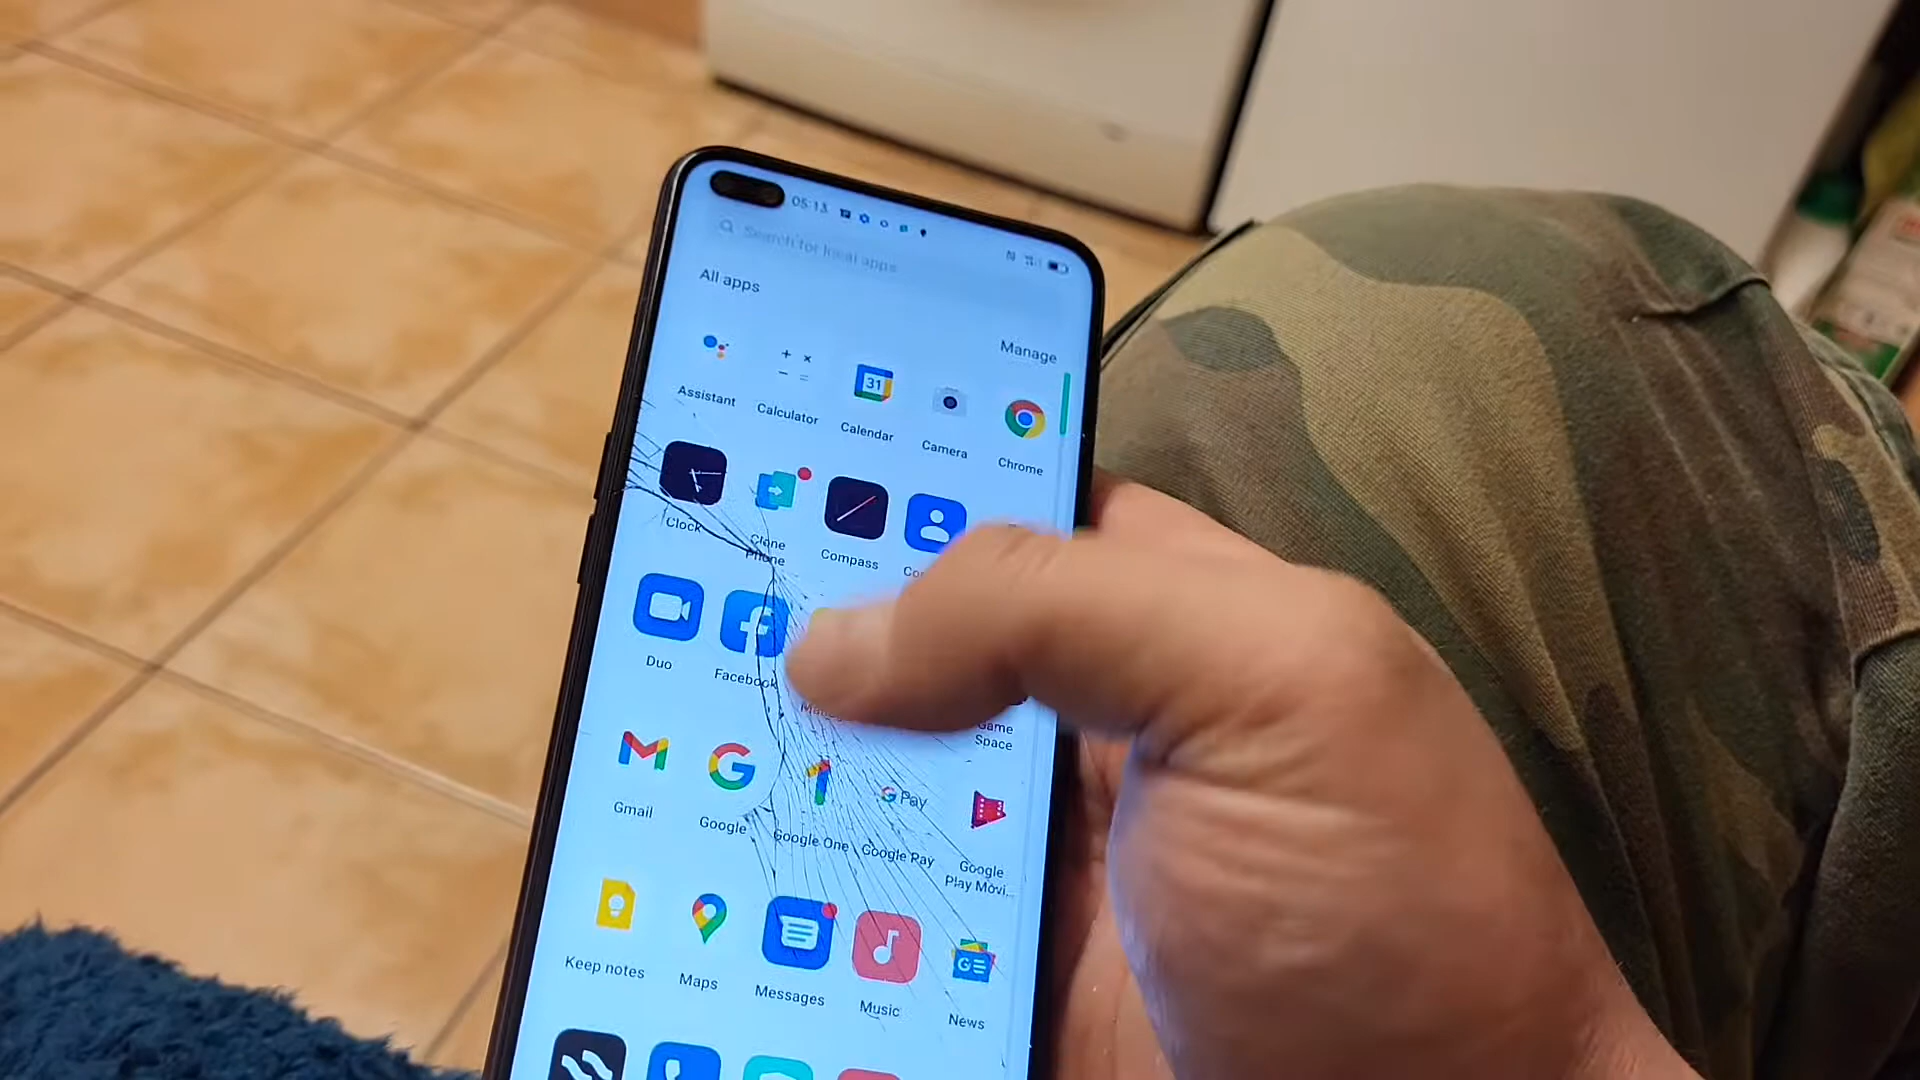 05:13
Search for local apps
All apps
Manage
31
Assistant
Calculator
Calendar
Camera
Chrome
Clock
Clone
Phone
Compass
Duo
Facebook
Game
Space
G Pay
Gmail
Google
Google One
Google Pay
Google
Play Movi...
Keep notes
Maps
Messages
Music
News